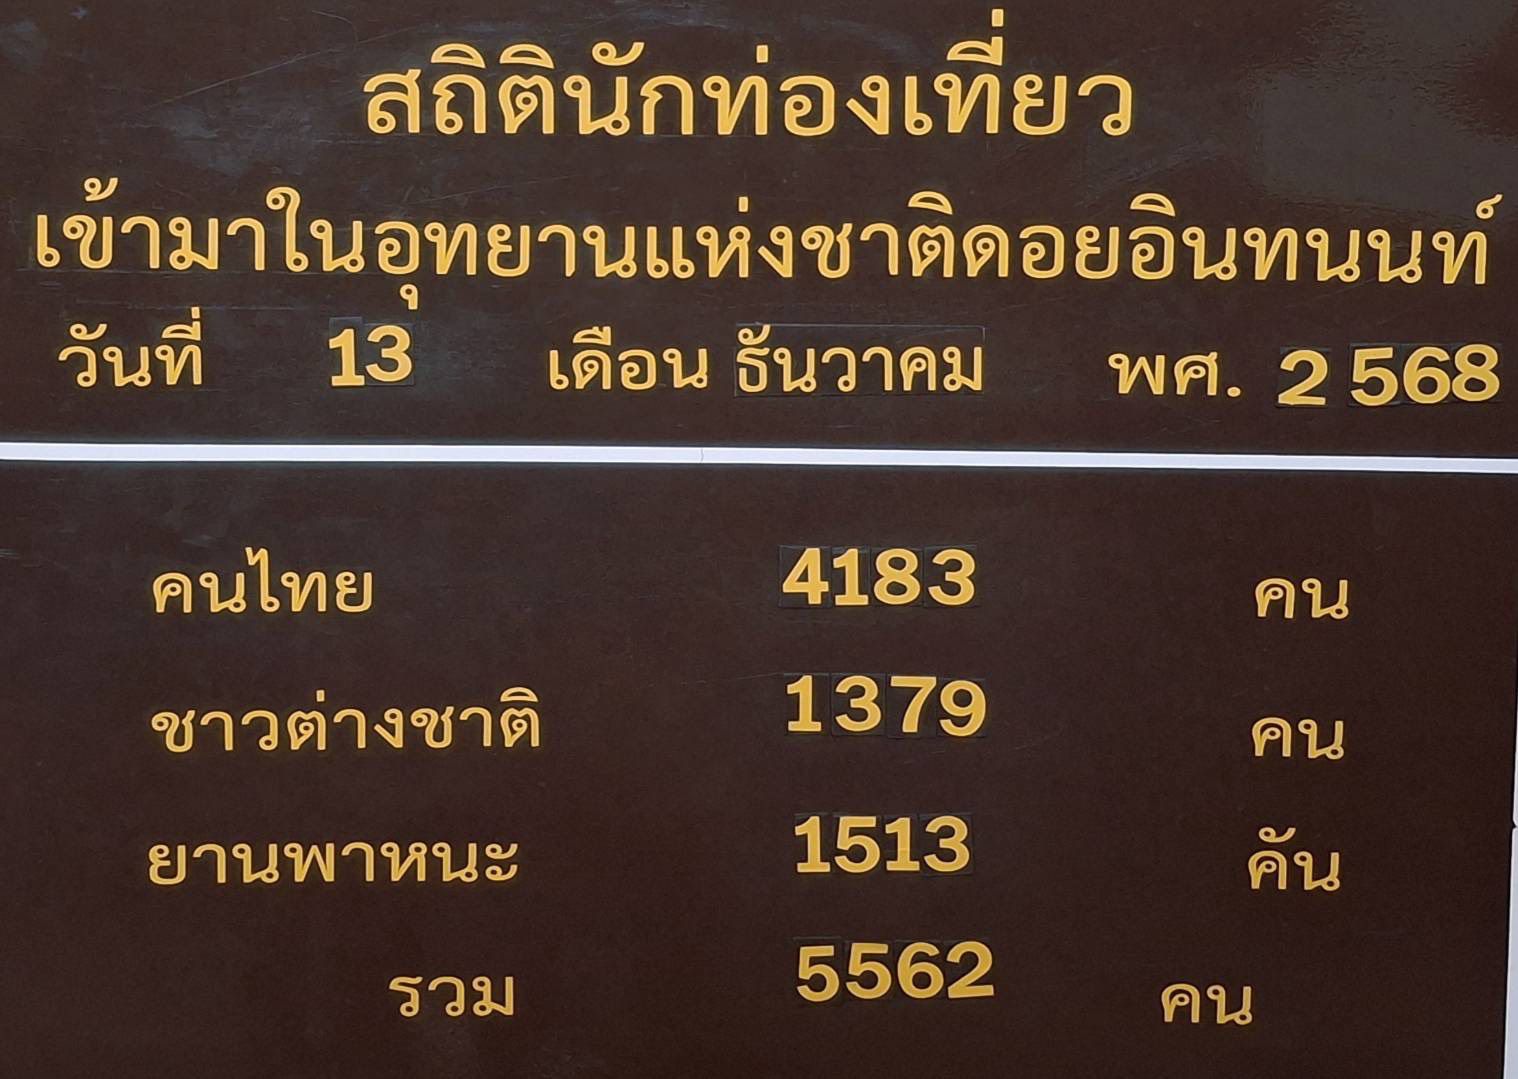 สถิตินักท่องเที่ยว
เข้ามาในอุทยานแห่งชาติดอยอินทนนท์
วันที่ 13 เดือน ธันวาคม พศ. 2568
คนไทย 4183 คน
ชาวต่างชาติ 1379 คน
ยานพาหนะ 1513 คัน
รวม 5562 คน